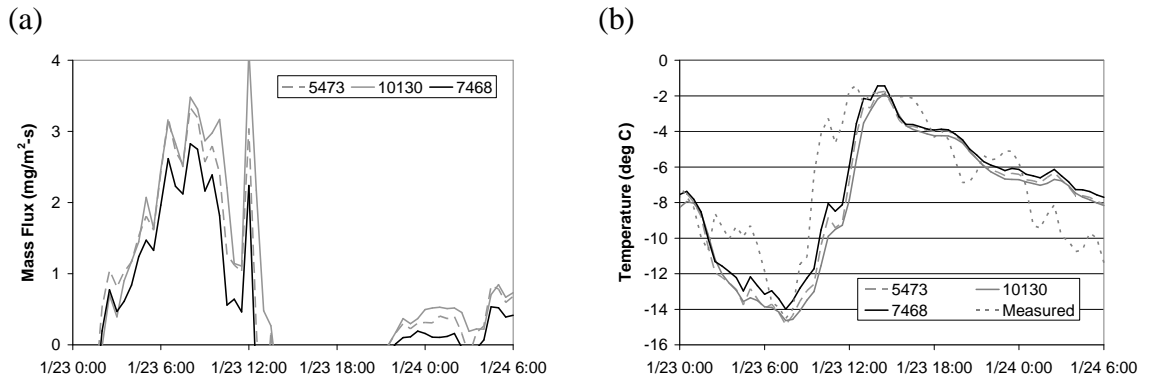 (a)
(b)
Mass Flux (mg/m²-s)
4
3
2
1
0
5473 10130 7468
1/23 0:00 1/23 6:00 1/23 12:00 1/23 18:00 1/24 0:00 1/24 6:00
Temperature (deg C)
0
-2
-4
-6
-8
-10
-12
-14
-16
5473 10130
7468 Measured
1/23 0:00 1/23 6:00 1/23 12:00 1/23 18:00 1/24 0:00 1/24 6:00